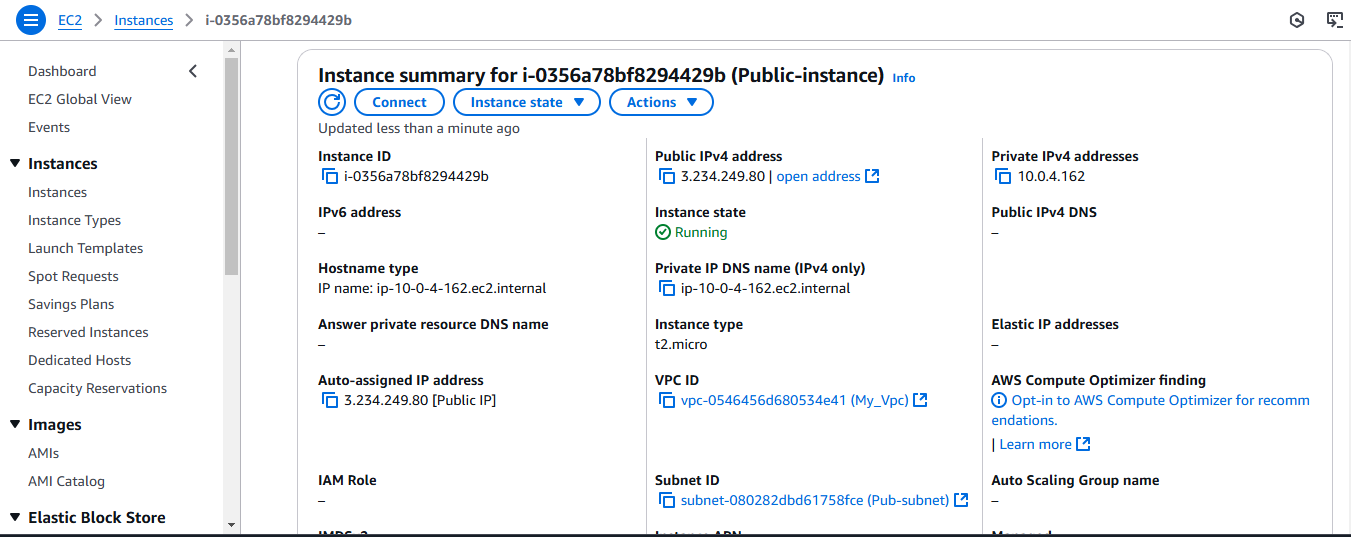 EC2 > Instances > i-0356a78bf8294429b
Dashboard
EC2 Global View
Events
Instances
Instances
Instance Types
Launch Templates
Spot Requests
Savings Plans
Reserved Instances
Dedicated Hosts
Capacity Reservations
Images
AMIs
AMI Catalog
Elastic Block Store
Instance summary for i-0356a78bf8294429b (Public-instance) Info
Connect
Instance state
Actions
Updated less than a minute ago
Instance ID
i-0356a78bf8294429b
Public IPv4 address
3.234.249.80 | open address
Private IPv4 addresses
10.0.4.162
IPv6 address
–
Instance state
Running
Public IPv4 DNS
–
Hostname type
IP name: ip-10-0-4-162.ec2.internal
Private IP DNS name (IPv4 only)
ip-10-0-4-162.ec2.internal
Answer private resource DNS name
–
Instance type
t2.micro
Elastic IP addresses
–
Auto-assigned IP address
3.234.249.80 [Public IP]
VPC ID
vpc-0546456d680534e41 (My_Vpc)
AWS Compute Optimizer finding
Opt-in to AWS Compute Optimizer for recomm
endations.
| Learn more
IAM Role
–
Subnet ID
subnet-080282dbd61758fce (Pub-subnet)
Auto Scaling Group name
–